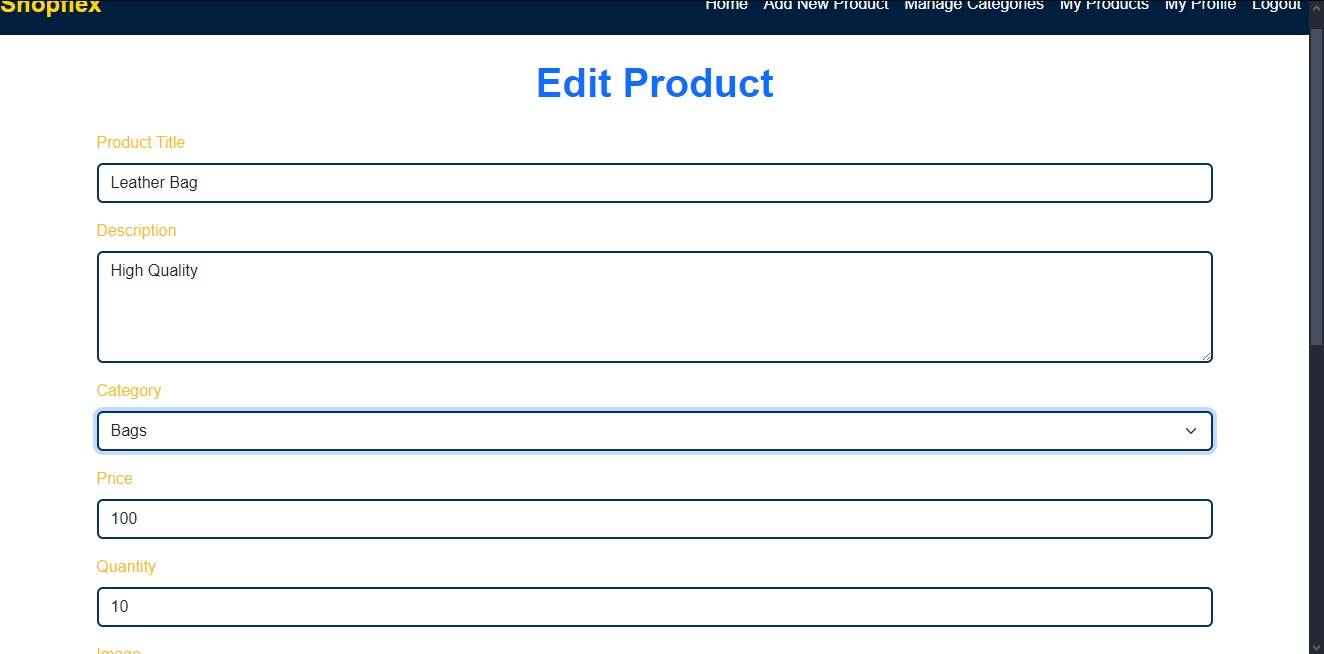 Shopflex
Home Add New Product Manage Categories My Products My Profile Logout
Edit Product
Product Title
Leather Bag
Description
High Quality
Category
Bags
Price
100
Quantity
10
Image